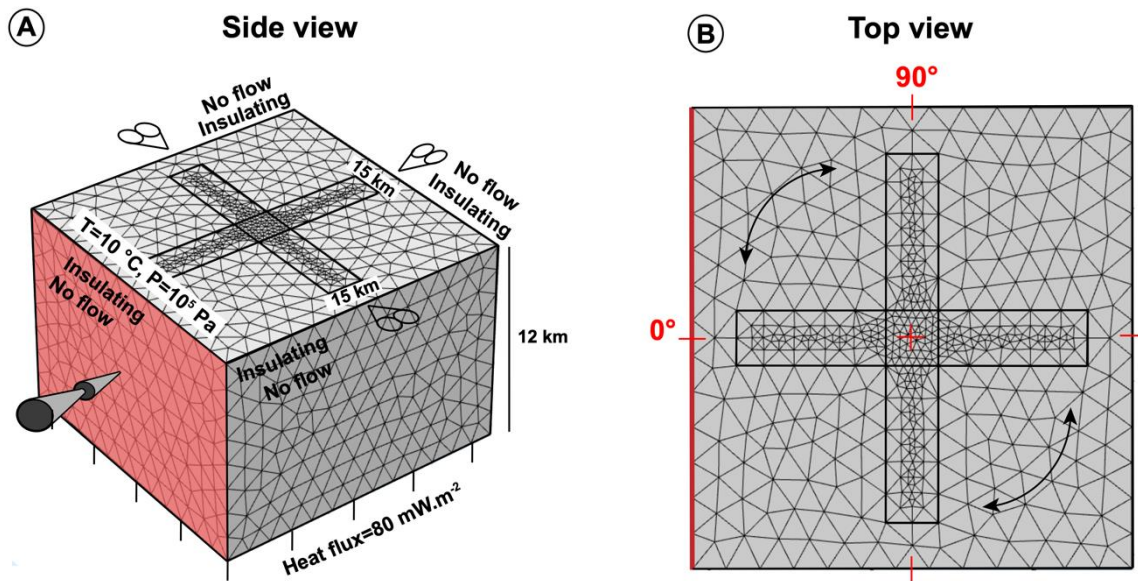 A
Side view
No flow
Insulating
No flow
Insulating
15 km
T=10 °C, P=10⁵ Pa
Insulating
No flow
15 km
Insulating
No flow
12 km
Heat flux=80 mW.m⁻²
B
Top view
90°
0°